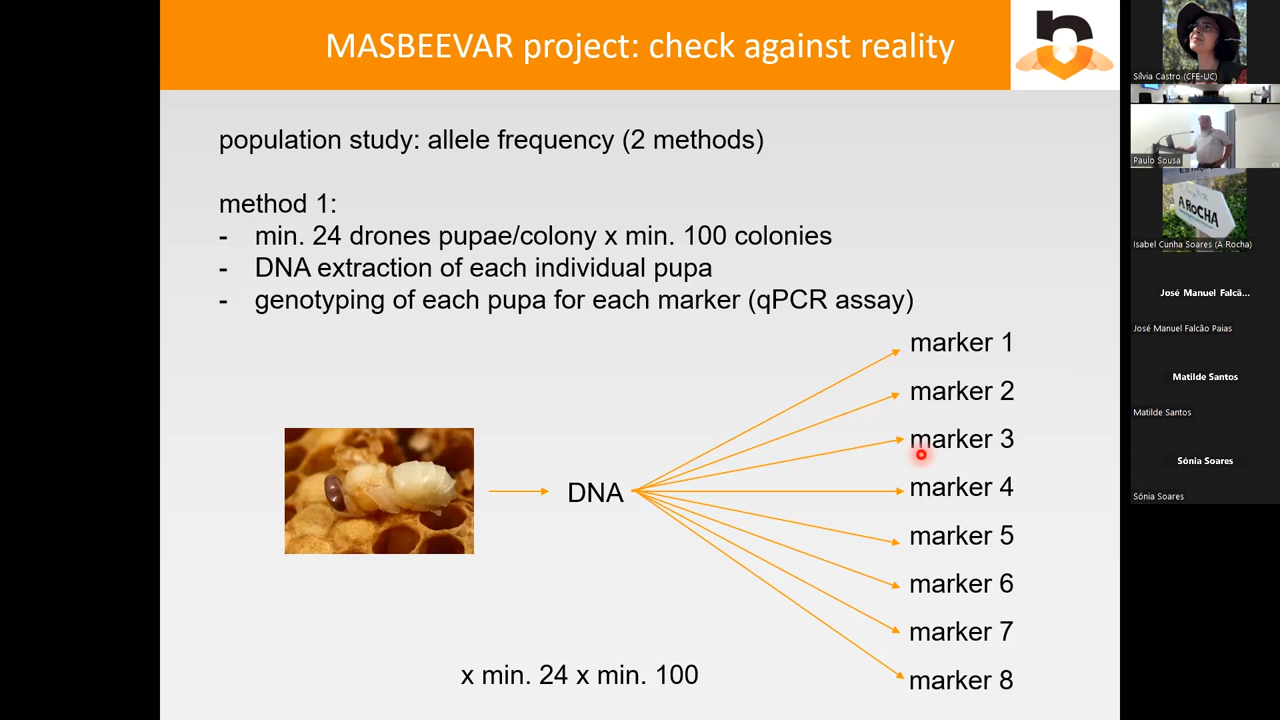 MASBEEVAR project: check against reality
population study: allele frequency (2 methods)
method 1:
- min. 24 drones pupae/colony x min. 100 colonies
- DNA extraction of each individual pupa
- genotyping of each pupa for each marker (qPCR assay)
DNA
marker 1
marker 2
marker 3
marker 4
marker 5
marker 6
marker 7
marker 8
x min. 24 x min. 100
Sílvia Castro (CFE-UC)
Paulo Sousa
A ROCHA
Isabel Cunha Soares (A Rocha)
José Manuel Falcã...
José Manuel Falcão Paias
Matilde Santos
Matilde Santos
Sónia Soares
Sónia Soares